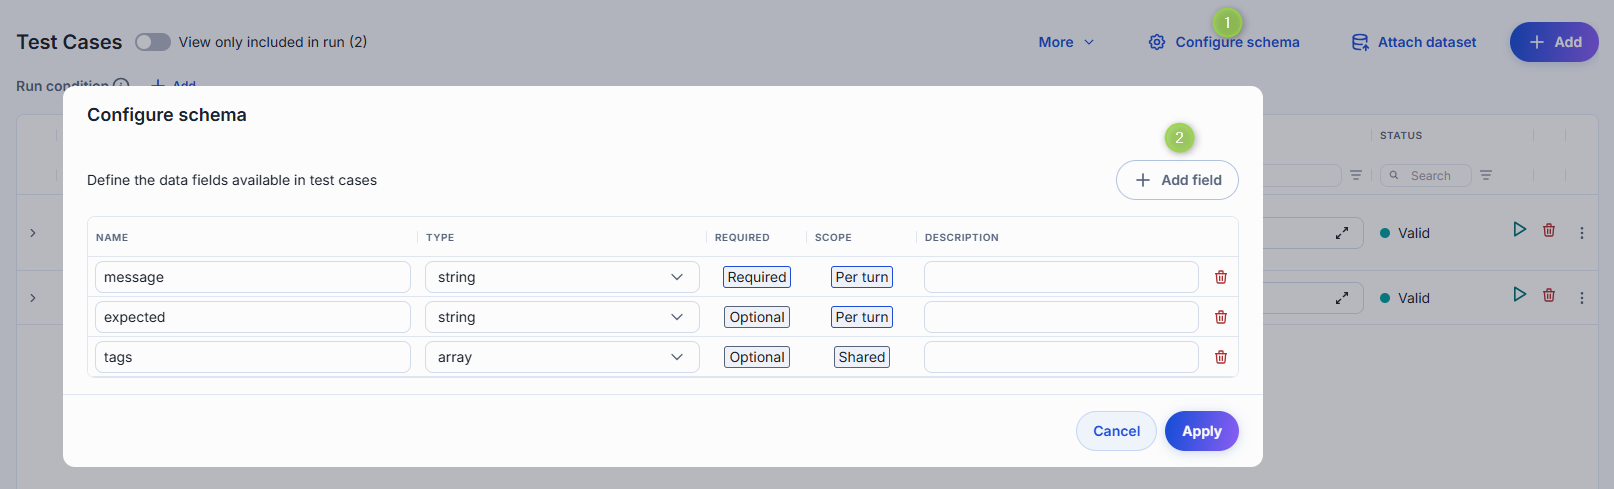 1
Test Cases View only included in run (2) More Configure schema Attach dataset Add
Run condition Add
Configure schema
STATUS
2
Define the data fields available in test cases Add field Search
NAME TYPE REQUIRED SCOPE DESCRIPTION
Valid
message string Required Per turn
Valid
expected string Optional Per turn
tags array Optional Shared
Cancel Apply